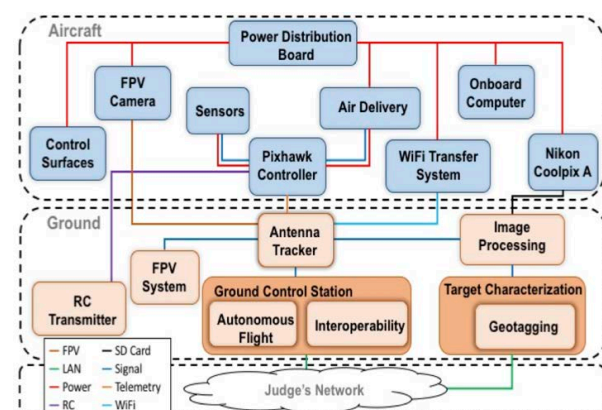 Aircraft
Power Distribution
Board
FPV
Camera
Sensors
Air Delivery
Onboard
Computer
Control
Surfaces
Pixhawk
Controller
WiFi Transfer
System
Nikon
Coolpix A
Ground
Antenna
Tracker
Image
Processing
FPV
System
RC
Transmitter
Ground Control Station
Autonomous
Flight
Interoperability
Target Characterization
Geotagging
FPV
LAN
Power
RC
SD Card
Signal
Telemetry
WiFi
Judge's Network